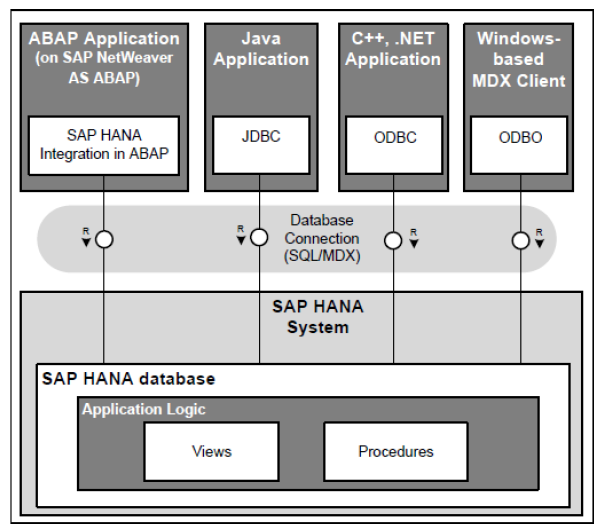 ABAP Application
(on SAP NetWeaver
AS ABAP)
SAP HANA
Integration in ABAP
Java
Application
JDBC
C++, .NET
Application
ODBC
Windows-
based
MDX Client
ODBO
R
R
Database
Connection
(SQL/MDX)
R
R
SAP HANA
System
SAP HANA database
Application Logic
Views
Procedures